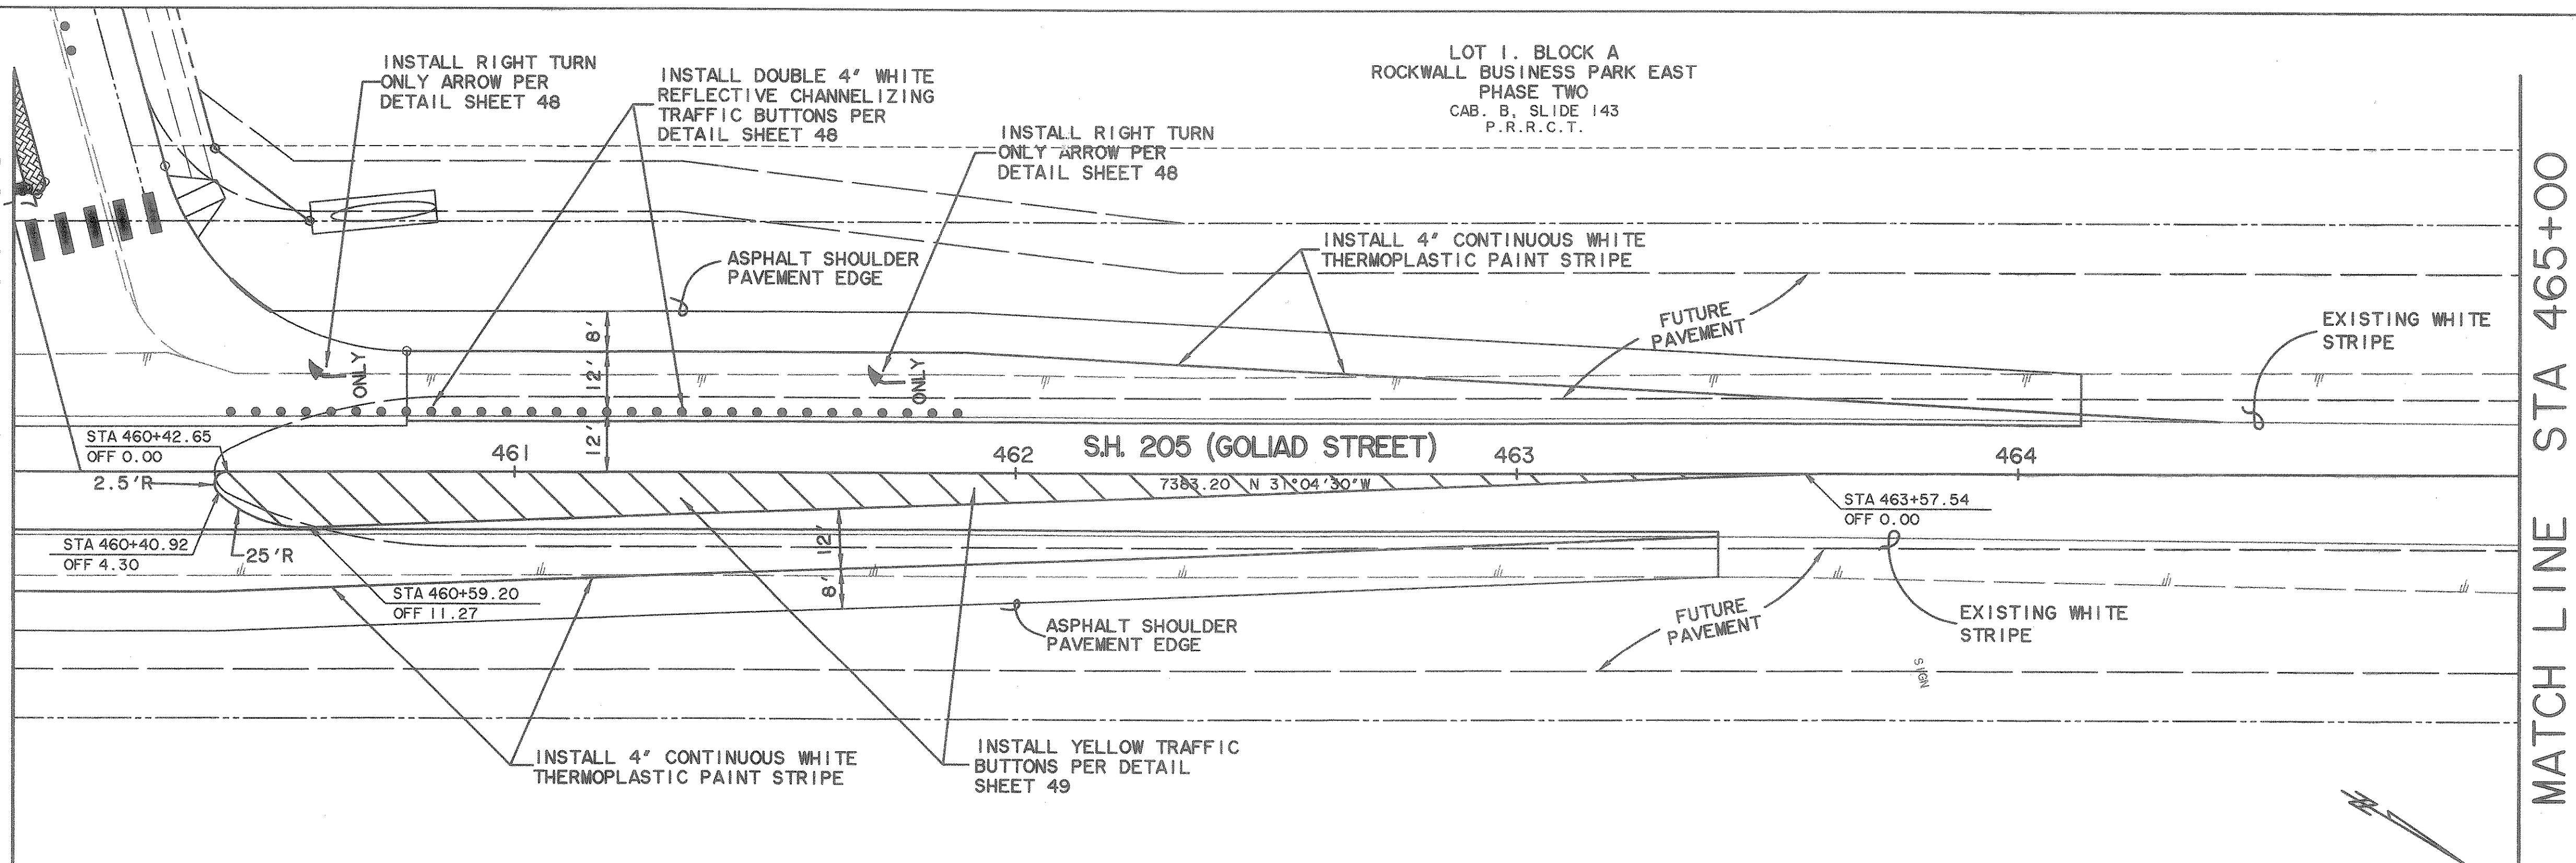 LOT 1. BLOCK A
ROCKWALL BUSINESS PARK EAST
PHASE TWO
CAB. B, SLIDE 143
P.R.R.C.T.
INSTALL RIGHT TURN
ONLY ARROW PER
DETAIL SHEET 48
INSTALL DOUBLE 4" WHITE
REFLECTIVE CHANNELIZING
TRAFFIC BUTTONS PER
DETAIL SHEET 48
INSTALL RIGHT TURN
ONLY ARROW PER
DETAIL SHEET 48
ASPHALT SHOULDER
PAVEMENT EDGE
INSTALL 4" CONTINUOUS WHITE
THERMOPLASTIC PAINT STRIPE
FUTURE
PAVEMENT
EXISTING WHITE
STRIPE
8'
12'
12'
ONLY
ONLY
STA 460+42.65
OFF 0.00
461
462
S.H. 205 (GOLIAD STREET)
463
464
2.5'R
7383.20 N 31°04'30"W
STA 463+57.54
OFF 0.00
STA 460+40.92
OFF 4.30
25'R
12'
8'
STA 460+59.20
OFF 11.27
ASPHALT SHOULDER
PAVEMENT EDGE
FUTURE
PAVEMENT
EXISTING WHITE
STRIPE
SIGN
INSTALL 4" CONTINUOUS WHITE
THERMOPLASTIC PAINT STRIPE
INSTALL YELLOW TRAFFIC
BUTTONS PER DETAIL
SHEET 49
MATCH LINE STA 465+00